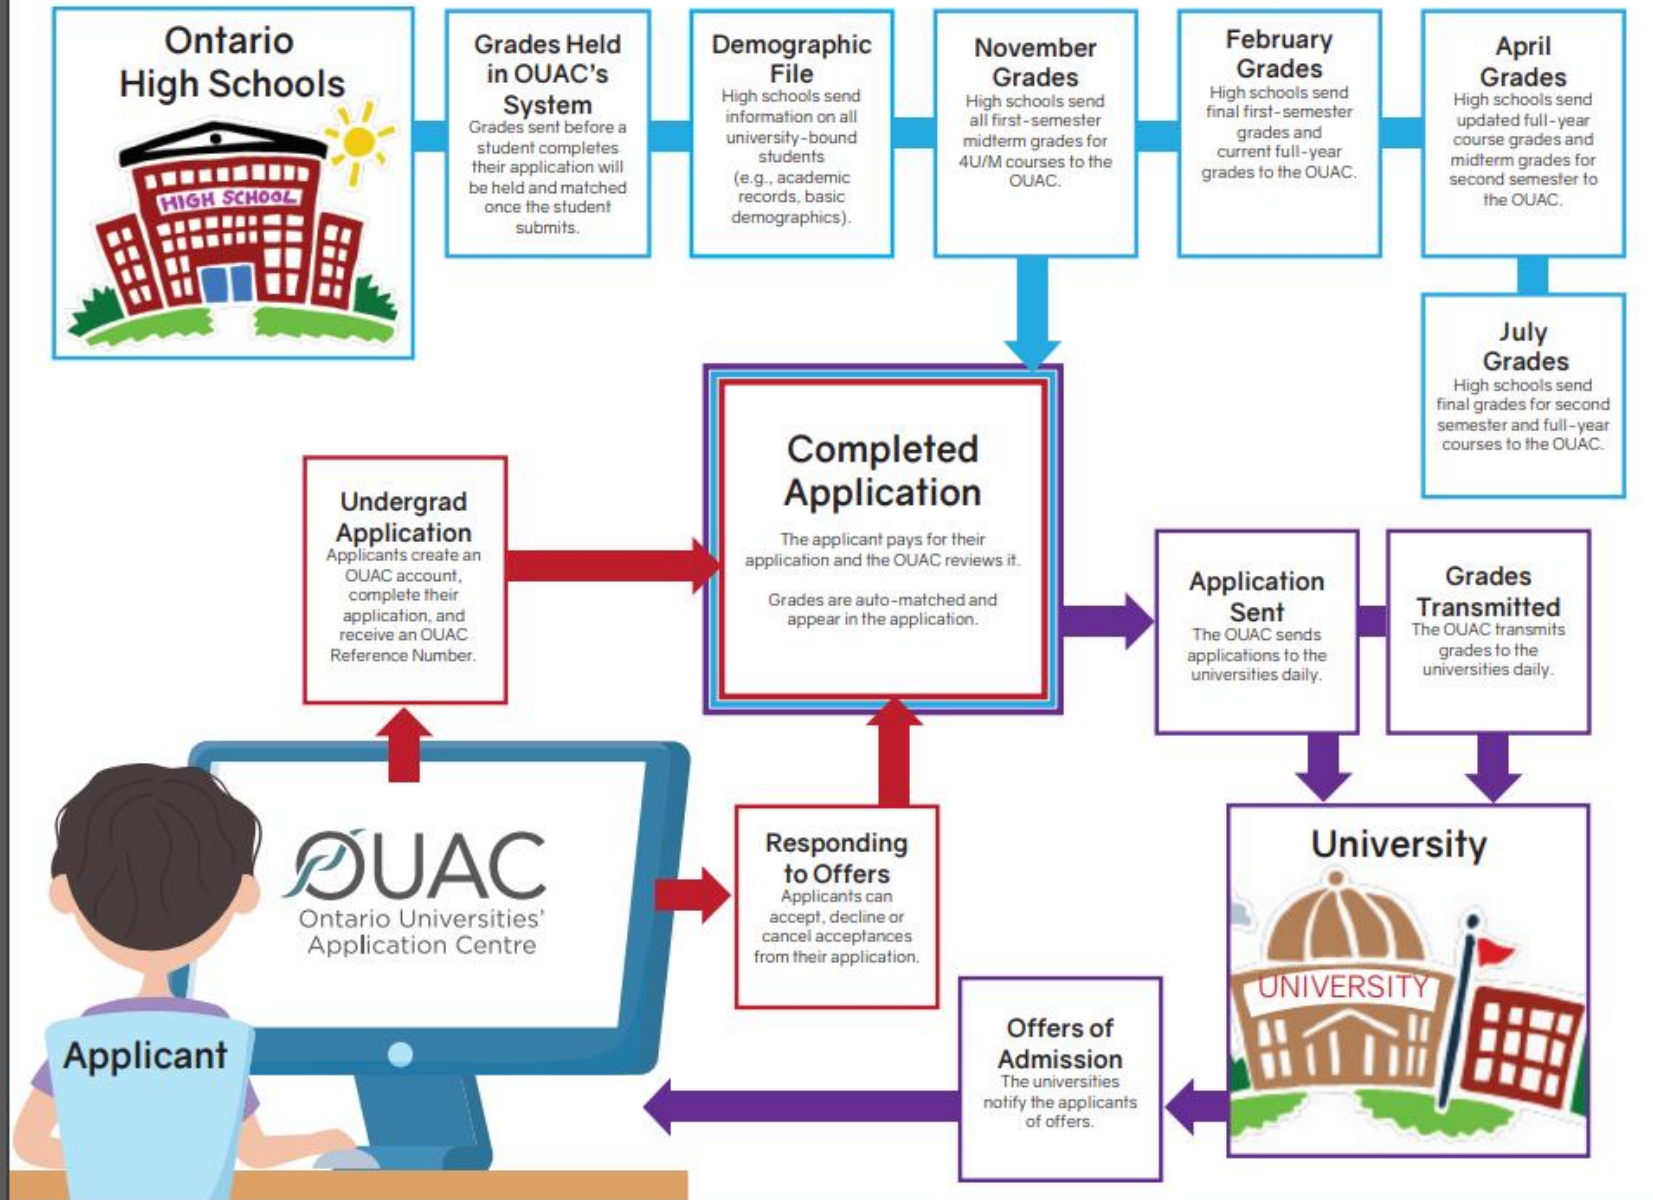 Ontario
High Schools
HIGH SCHOOL
Grades Held
in OUAC's
System
Grades sent before a
student completes
their application will
be held and matched
once the student
submits.
Demographic
File
High schools send
information on all
university-bound
students
(e.g., academic
records, basic
demographics).
November
Grades
High schools send
all first-semester
midterm grades for
4U/M courses to the
OUAC.
February
Grades
High schools send
final first-semester
grades and
current full-year
grades to the OUAC.
April
Grades
High schools send
updated full-year
course grades and
midterm grades for
second semester to
the OUAC.
July
Grades
High schools send
final grades for second
semester and full-year
courses to the OUAC.
Undergrad
Application
Applicants create an
OUAC account,
complete their
application, and
receive an OUAC
Reference Number.
Completed
Application
The applicant pays for their
application and the OUAC reviews it.
Grades are auto-matched and
appear in the application.
Application
Sent
The OUAC sends
applications to the
universities daily.
Grades
Transmitted
The OUAC transmits
grades to the
universities daily.
OUAC
Ontario Universities'
Application Centre
Applicant
Responding
to Offers
Applicants can
accept, decline or
cancel acceptances
from their application.
Offers of
Admission
The universities
notify the applicants
of offers.
University
UNIVERSITY